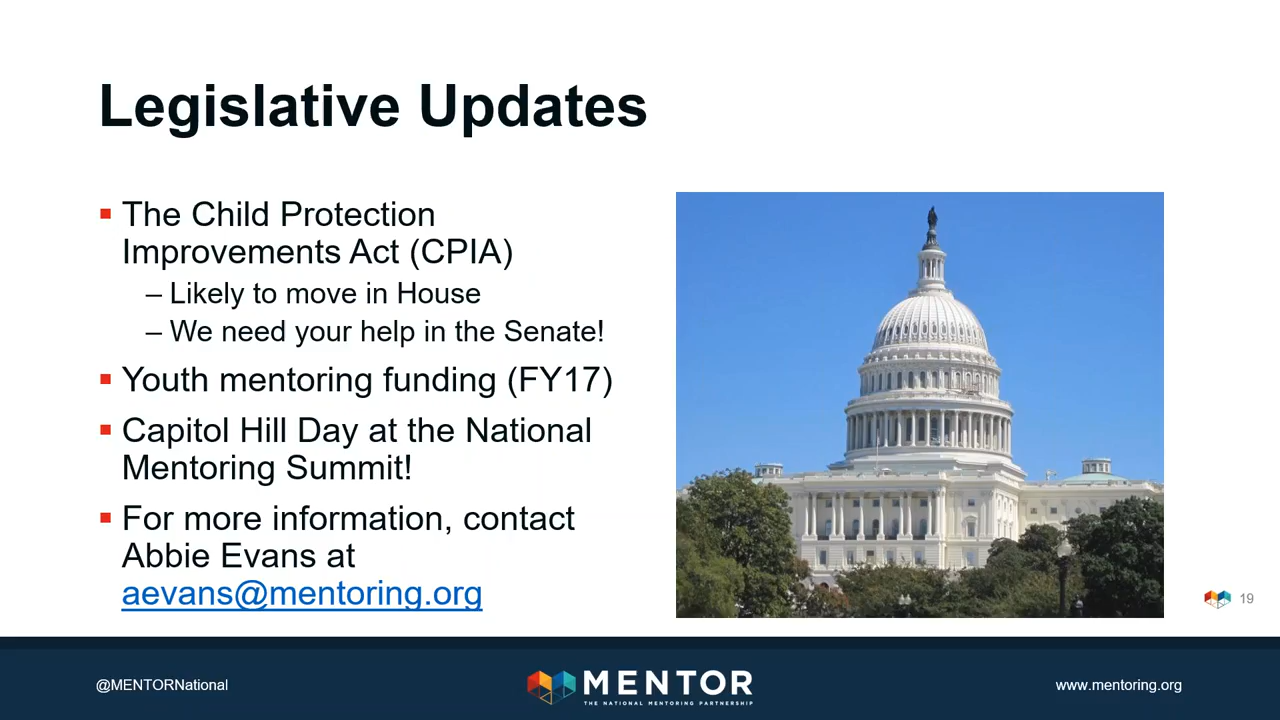 Legislative Updates
▪ The Child Protection
Improvements Act (CPIA)
– Likely to move in House
– We need your help in the Senate!
▪ Youth mentoring funding (FY17)
▪ Capitol Hill Day at the National
Mentoring Summit!
▪ For more information, contact
Abbie Evans at
aevans@mentoring.org
19
@MENTORNational
MENTOR
THE NATIONAL MENTORING PARTNERSHIP
www.mentoring.org